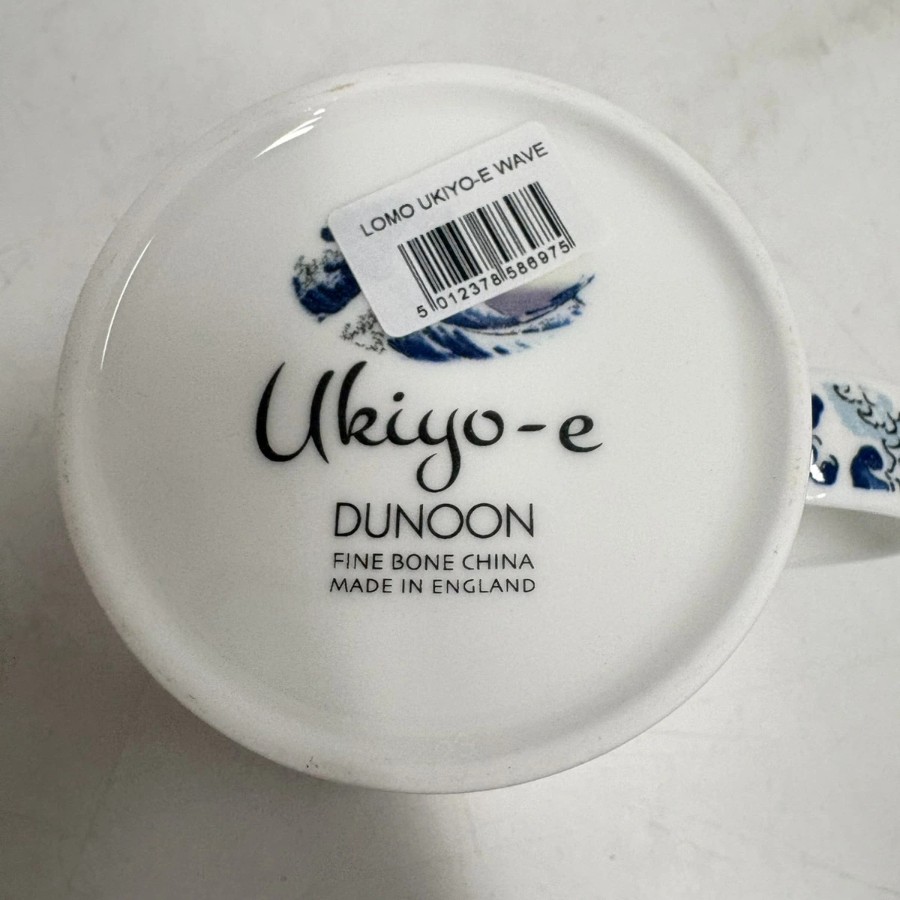 LOMO UKIYO-E WAVE
5 012378 586975
Ukiyo-e
DUNOON
FINE BONE CHINA
MADE IN ENGLAND